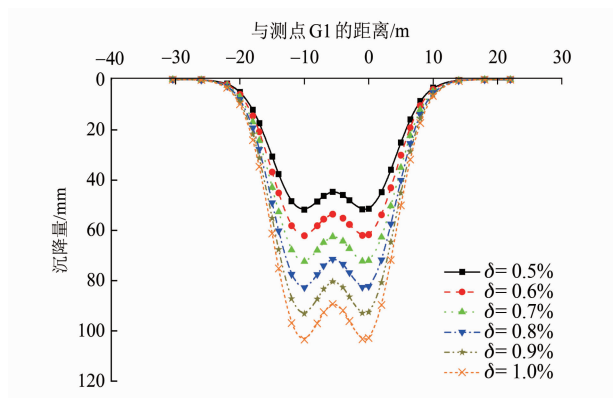 与测点G1的距离/m
−40 −30 −20 −10 0 10 20 30
0
20
40
60
80
100
120
沉降量/mm
δ= 0.5%
δ= 0.6%
δ= 0.7%
δ= 0.8%
δ= 0.9%
δ= 1.0%